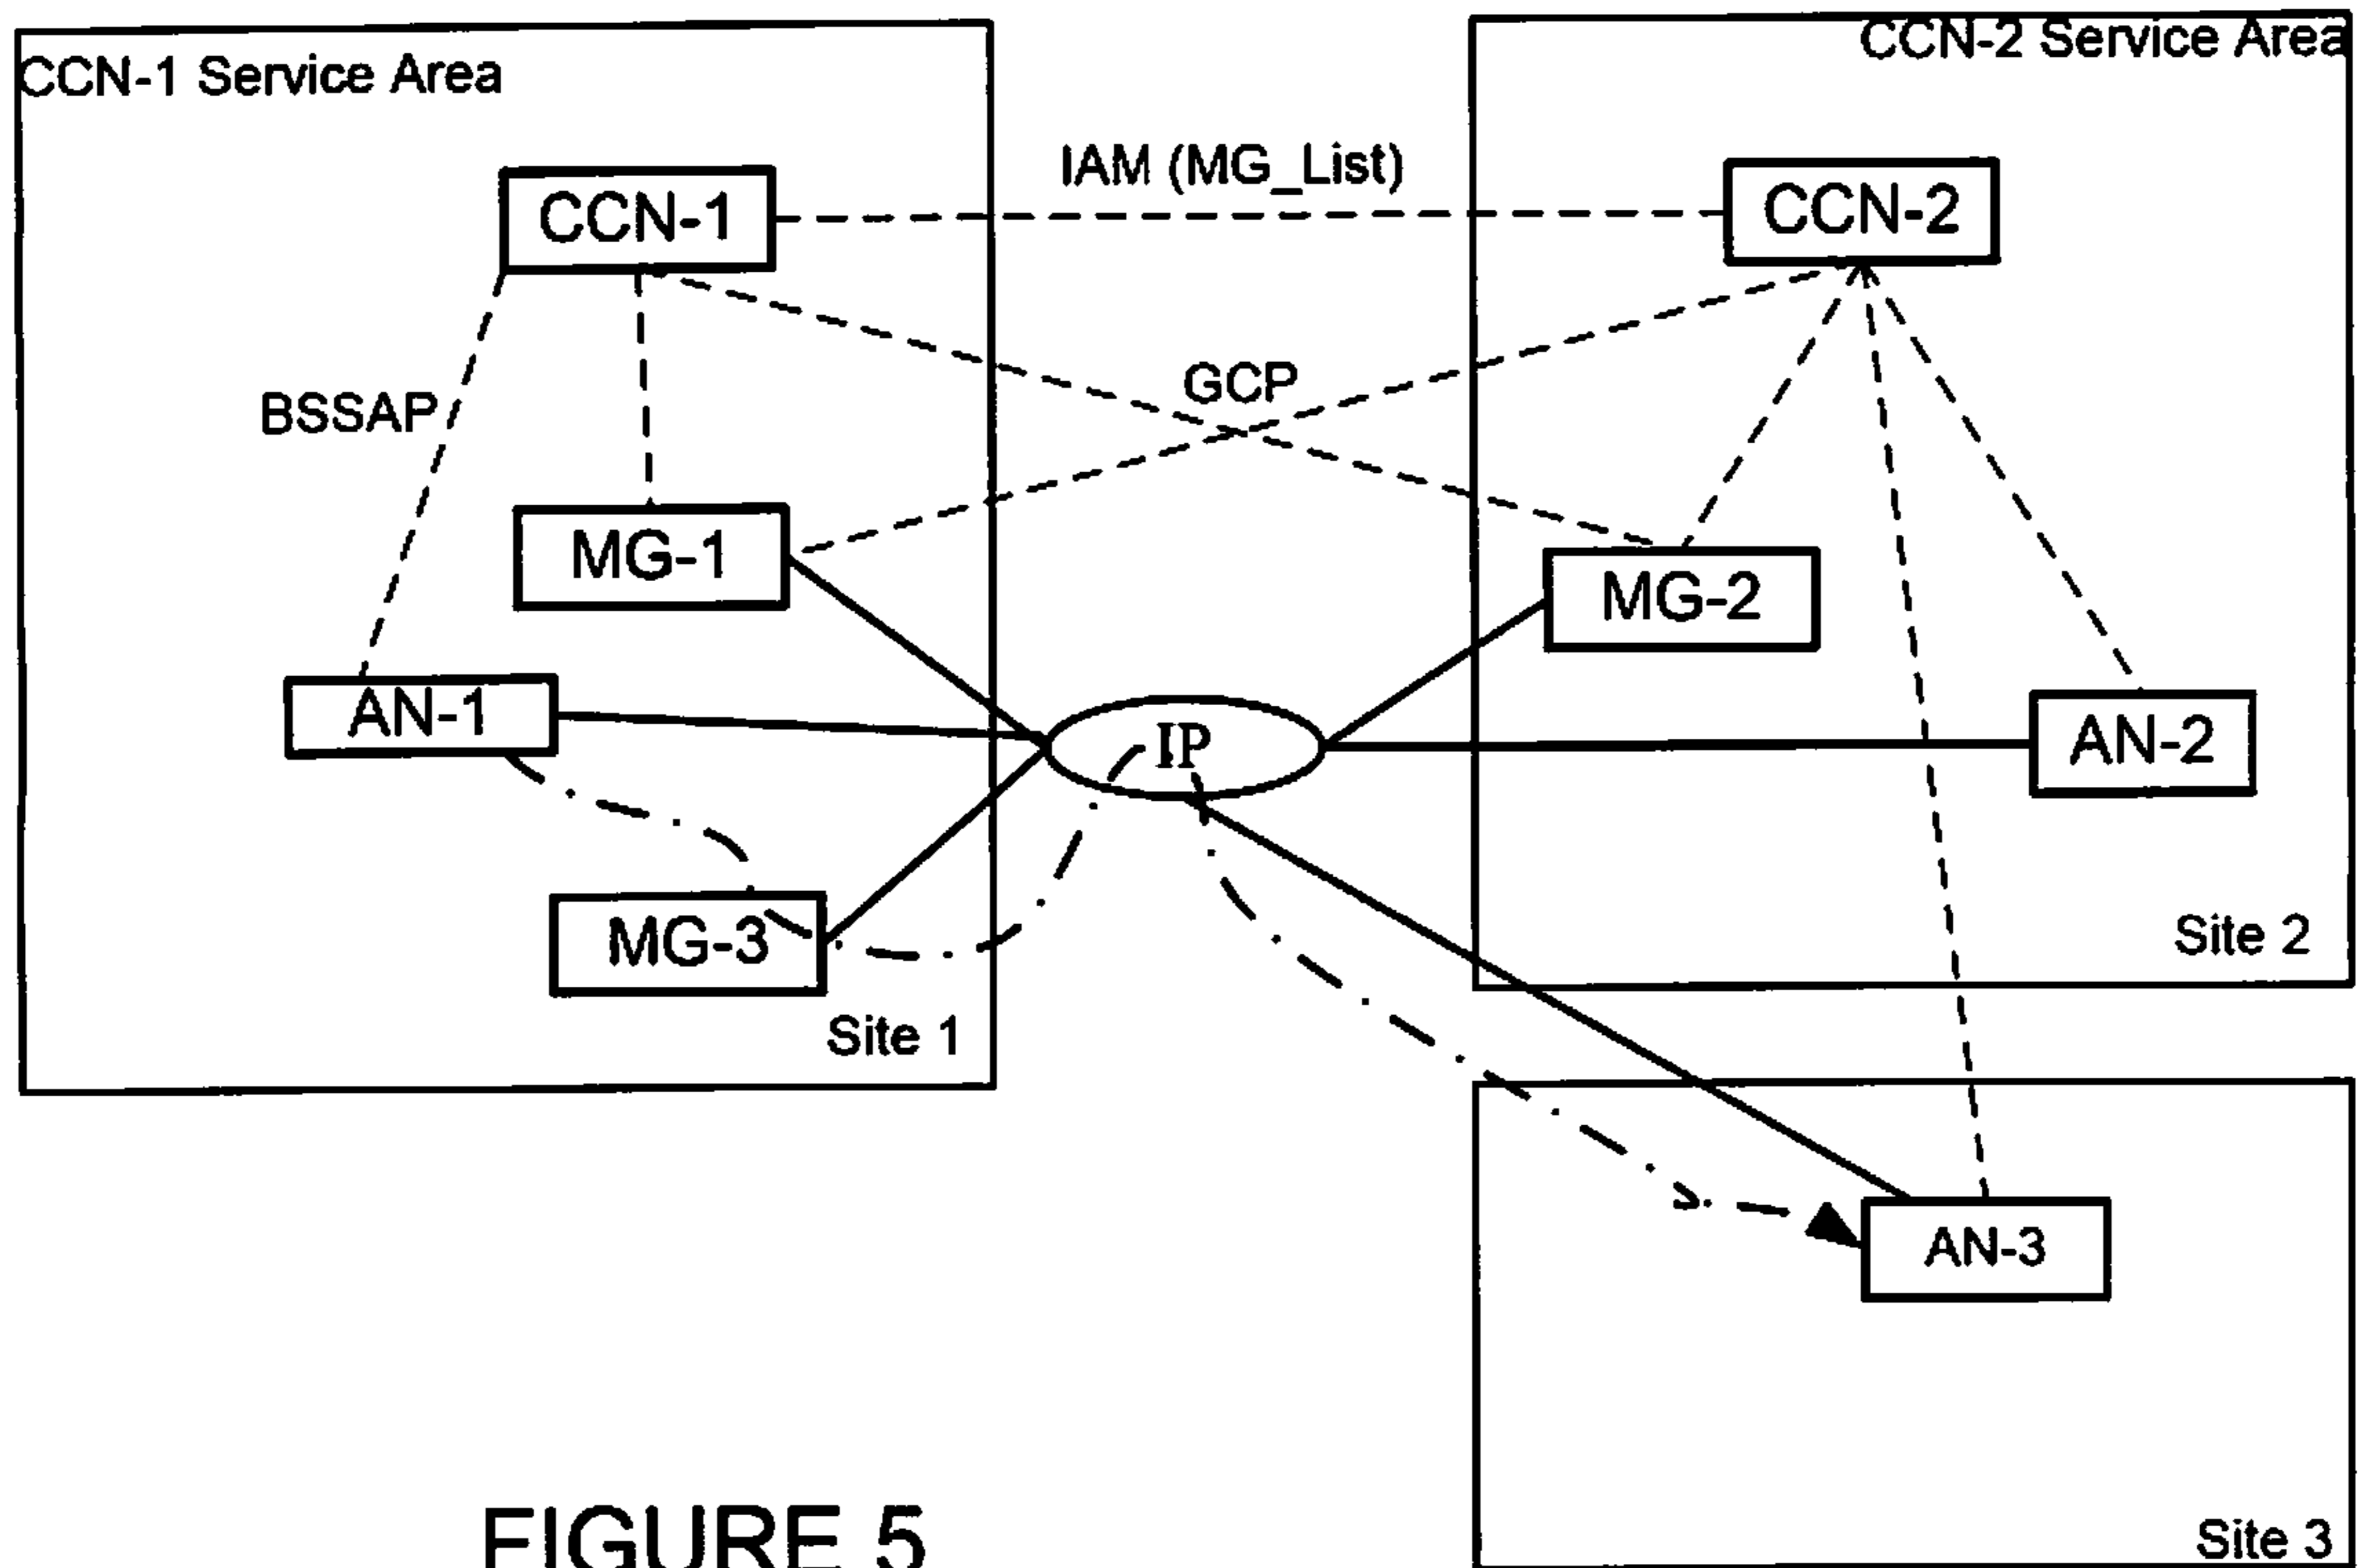 CCN-1 Service Area
CCN-2 Service Area
IAM (MG_List)
CCN-1
CCN-2
GCP
BSSAP
MG-1
MG-2
AN-1
IP
AN-2
MG-3
Site 2
Site 1
AN-3
FIGURE 5
Site 3